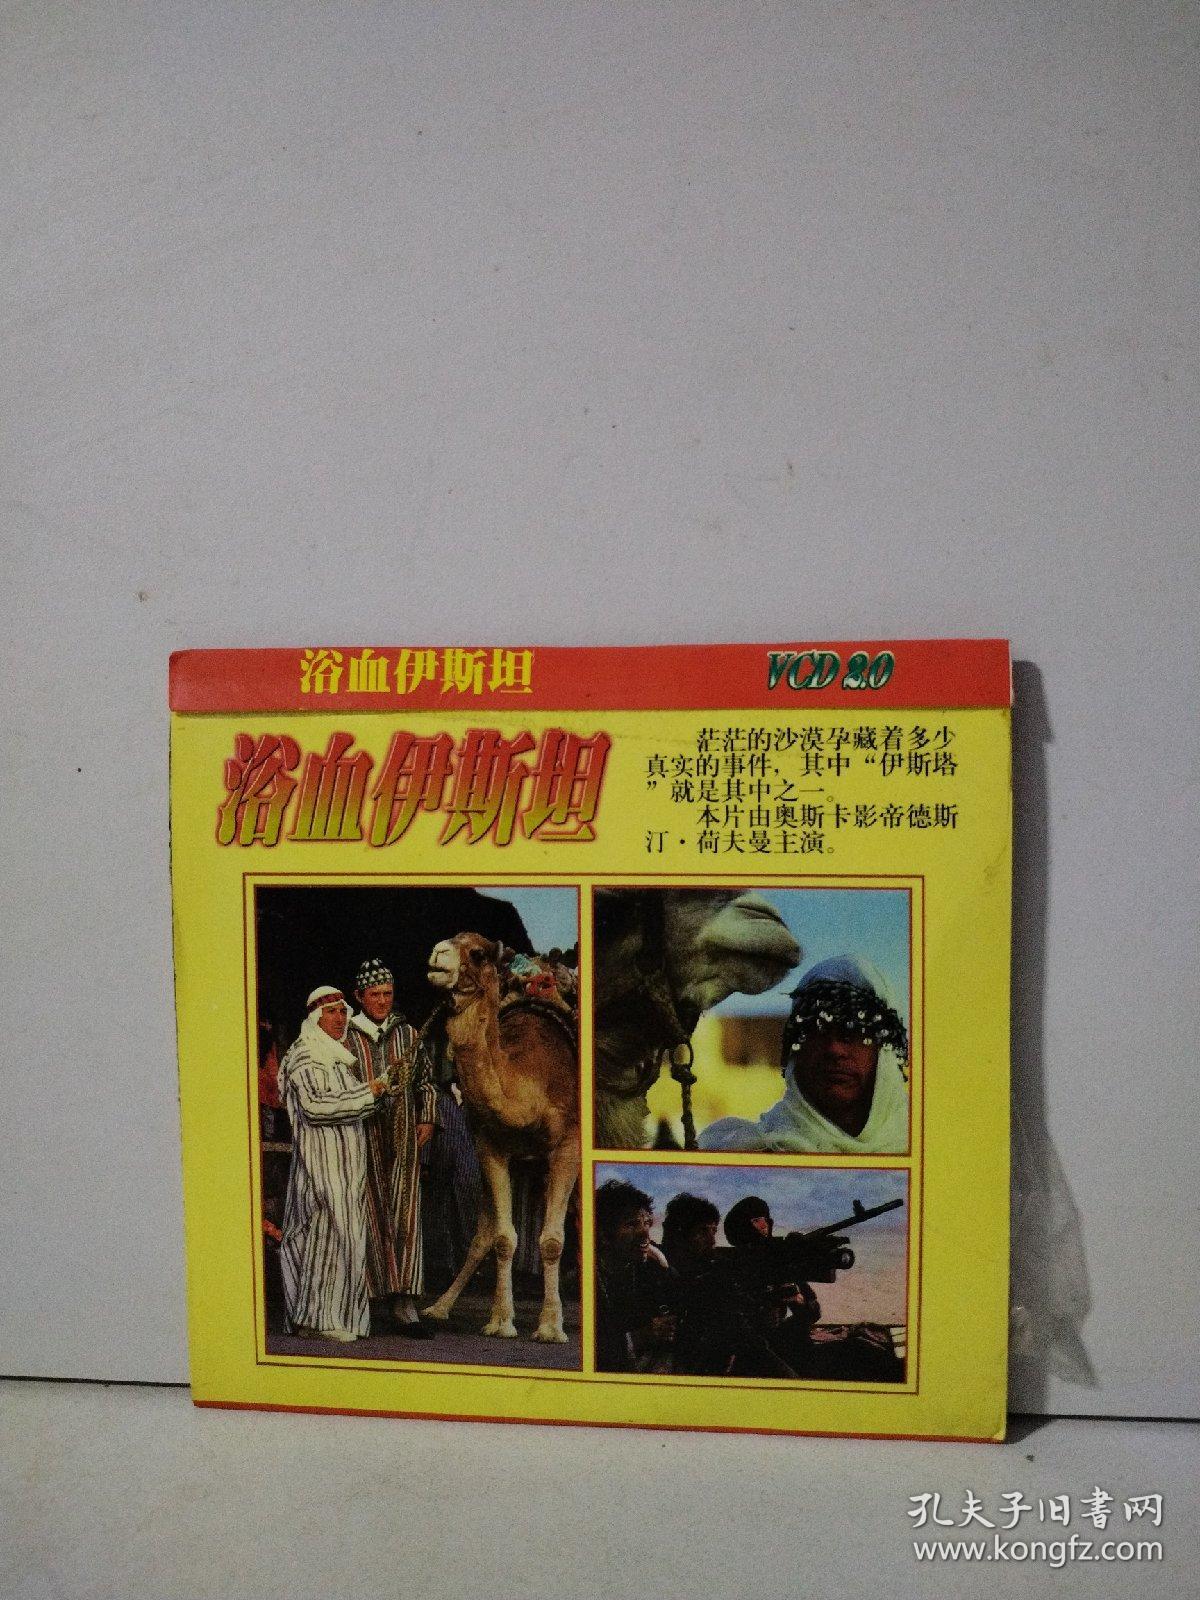 浴血伊斯坦
VCD 2.0
浴血伊斯坦
茫茫的沙漠孕藏着多少
真实的事件，其中“伊斯塔
”就是其中之一。
本片由奥斯卡影帝德斯
汀·荷夫曼主演。
孔夫子旧书网
www.kongfz.com